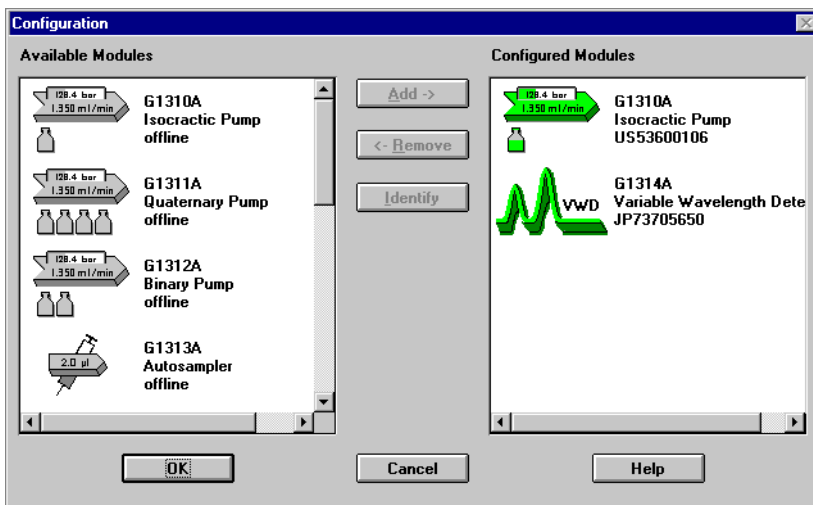 Configuration
Available Modules
128.4 bar
1.350 ml/min
G1310A
Isocractic Pump
offline
128.4 bar
1.350 ml/min
G1311A
Quaternary Pump
offline
128.4 bar
1.350 ml/min
G1312A
Binary Pump
offline
2.0 µl
G1313A
Autosampler
offline
Add ->
<- Remove
Identify
Configured Modules
128.4 bar
1.350 ml/min
G1310A
Isocractic Pump
US53600106
VWD
G1314A
Variable Wavelength Dete
JP73705650
OK
Cancel
Help